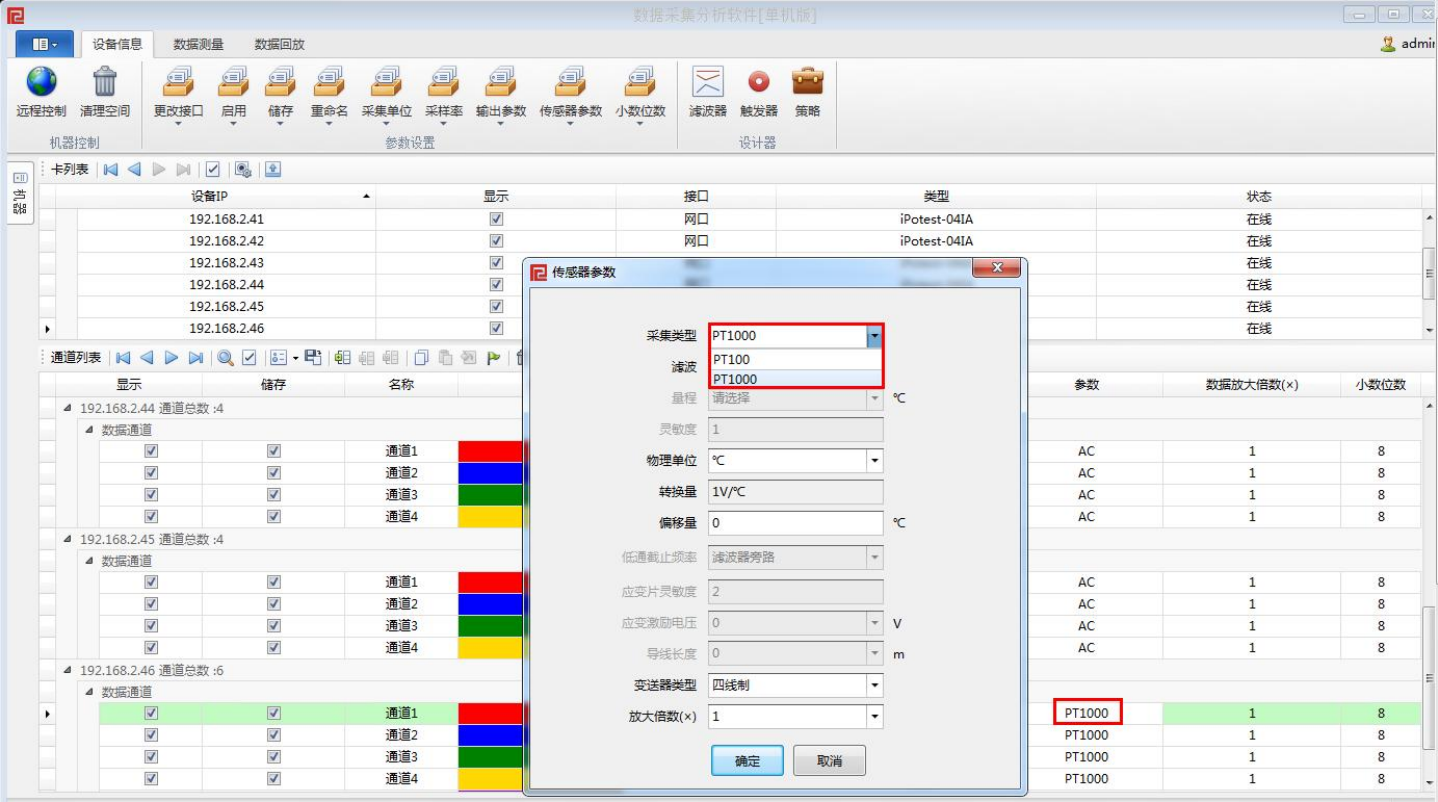 数据采集分析软件[单机版]
设备信息 数据测量 数据回放 admin
远程控制 清理空间 更改接口 启用 储存 重命名 采集单位 采样率 输出参数 传感器参数 小数位数 滤波器 触发器 策略
机器控制 参数设置 设计器
机器
卡列表
设备IP 显示 接口 类型 状态
192.168.2.41 网口 iPotest-04IA 在线
192.168.2.42 网口 iPotest-04IA 在线
192.168.2.43 在线
192.168.2.44 在线
192.168.2.45 在线
192.168.2.46 在线
传感器参数
采集类型 PT1000
PT100
PT1000
滤波
量程 请选择 ℃
灵敏度 1
物理单位 ℃
转换量 1V/℃
偏移量 0 ℃
低通截止频率 滤波器旁路
应变片灵敏度 2
应变激励电压 0 V
导线长度 0 m
变送器类型 四线制
放大倍数(×) 1
确定 取消
通道列表
显示 储存 名称 参数 数据放大倍数(×) 小数位数
192.168.2.44 通道总数 :4
数据通道
通道1 AC 1 8
通道2 AC 1 8
通道3 AC 1 8
通道4 AC 1 8
192.168.2.45 通道总数 :4
数据通道
通道1 AC 1 8
通道2 AC 1 8
通道3 AC 1 8
通道4 AC 1 8
192.168.2.46 通道总数 :6
数据通道
通道1 PT1000 1 8
通道2 PT1000 1 8
通道3 PT1000 1 8
通道4 PT1000 1 8